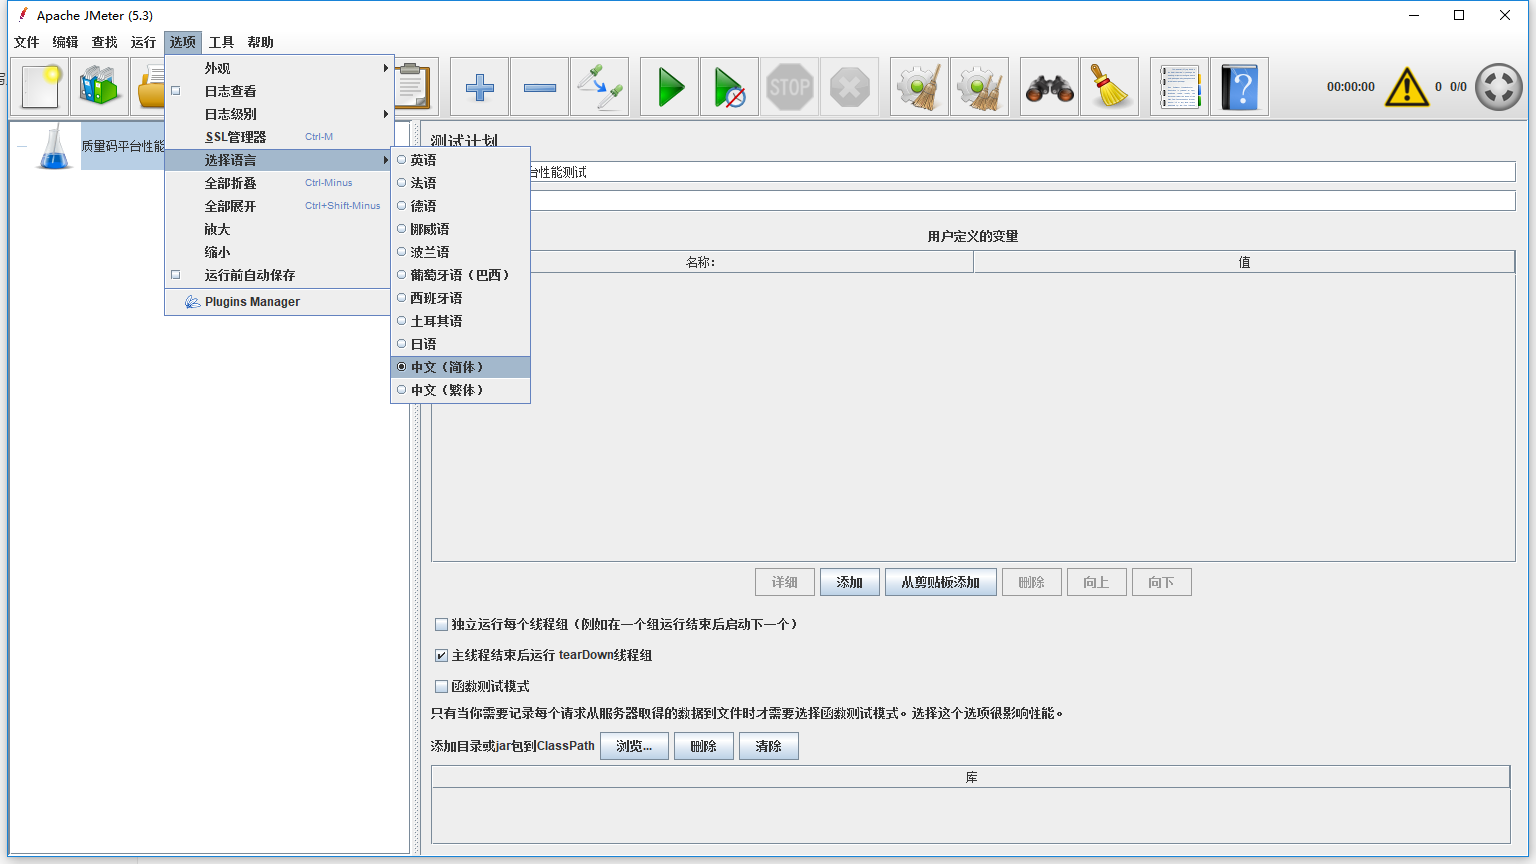 Apache JMeter (5.3)
文件 编辑 查找 运行 选项 工具 帮助
外观
日志查看
日志级别
SSL管理器 Ctrl-M
选择语言
全部折叠 Ctrl-Minus
全部展开 Ctrl+Shift-Minus
放大
缩小
运行前自动保存
Plugins Manager
英语
法语
德语
挪威语
波兰语
葡萄牙语（巴西）
西班牙语
土耳其语
日语
中文（简体）
中文（繁体）
STOP
00:00:00 0 0/0
质量码平台性能
测试计划
台性能测试
用户定义的变量
名称: 值
详细 添加 从剪贴板添加 删除 向上 向下
独立运行每个线程组（例如在一个组运行结束后启动下一个）
主线程结束后运行 tearDown线程组
函数测试模式
只有当你需要记录每个请求从服务器取得的数据到文件时才需要选择函数测试模式。选择这个选项很影响性能。
添加目录或jar包到ClassPath 浏览... 删除 清除
库